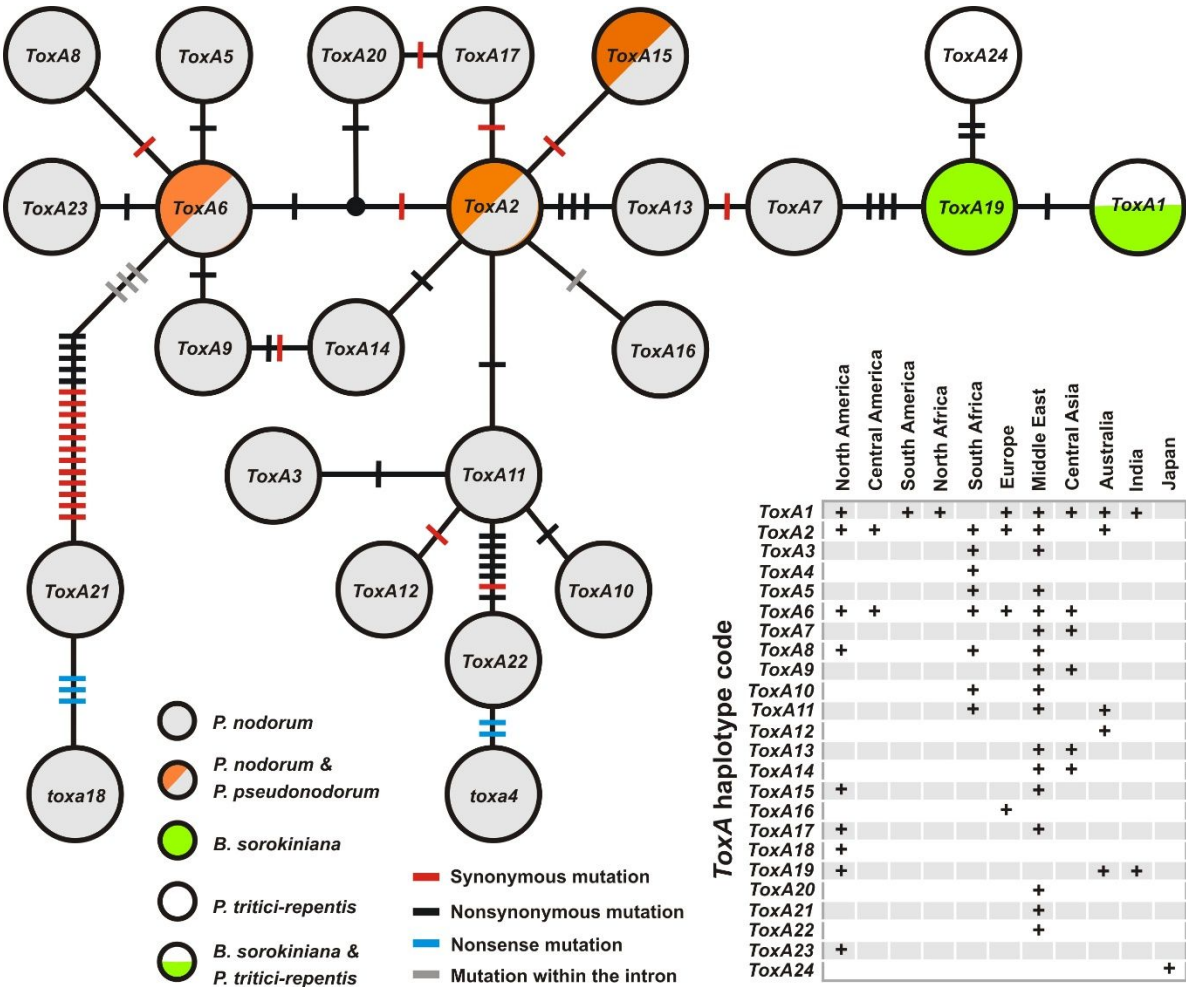 ToxA8
ToxA5
ToxA20
ToxA17
ToxA15
ToxA24
ToxA23
ToxA6
ToxA2
ToxA13
ToxA7
ToxA19
ToxA1
ToxA9
ToxA14
ToxA16
ToxA3
ToxA11
ToxA21
ToxA12
ToxA10
ToxA22
toxa18
toxa4
P. nodorum
P. nodorum &
P. pseudonodorum
B. sorokiniana
P. tritici-repentis
B. sorokiniana &
P. tritici-repentis
Synonymous mutation
Nonsynonymous mutation
Nonsense mutation
Mutation within the intron
North America
Central America
South America
North Africa
South Africa
Europe
Middle East
Central Asia
Australia
India
Japan
ToxA haplotype code
ToxA1 + + + + + + + +
ToxA2 + + + + + +
ToxA3 + +
ToxA4 +
ToxA5 + +
ToxA6 + + + + + +
ToxA7 + +
ToxA8 + + +
ToxA9 + +
ToxA10 + +
ToxA11 + + +
ToxA12 +
ToxA13 + +
ToxA14 + +
ToxA15 + +
ToxA16 +
ToxA17 + +
ToxA18 +
ToxA19 + + +
ToxA20 +
ToxA21 +
ToxA22 +
ToxA23 +
ToxA24 +